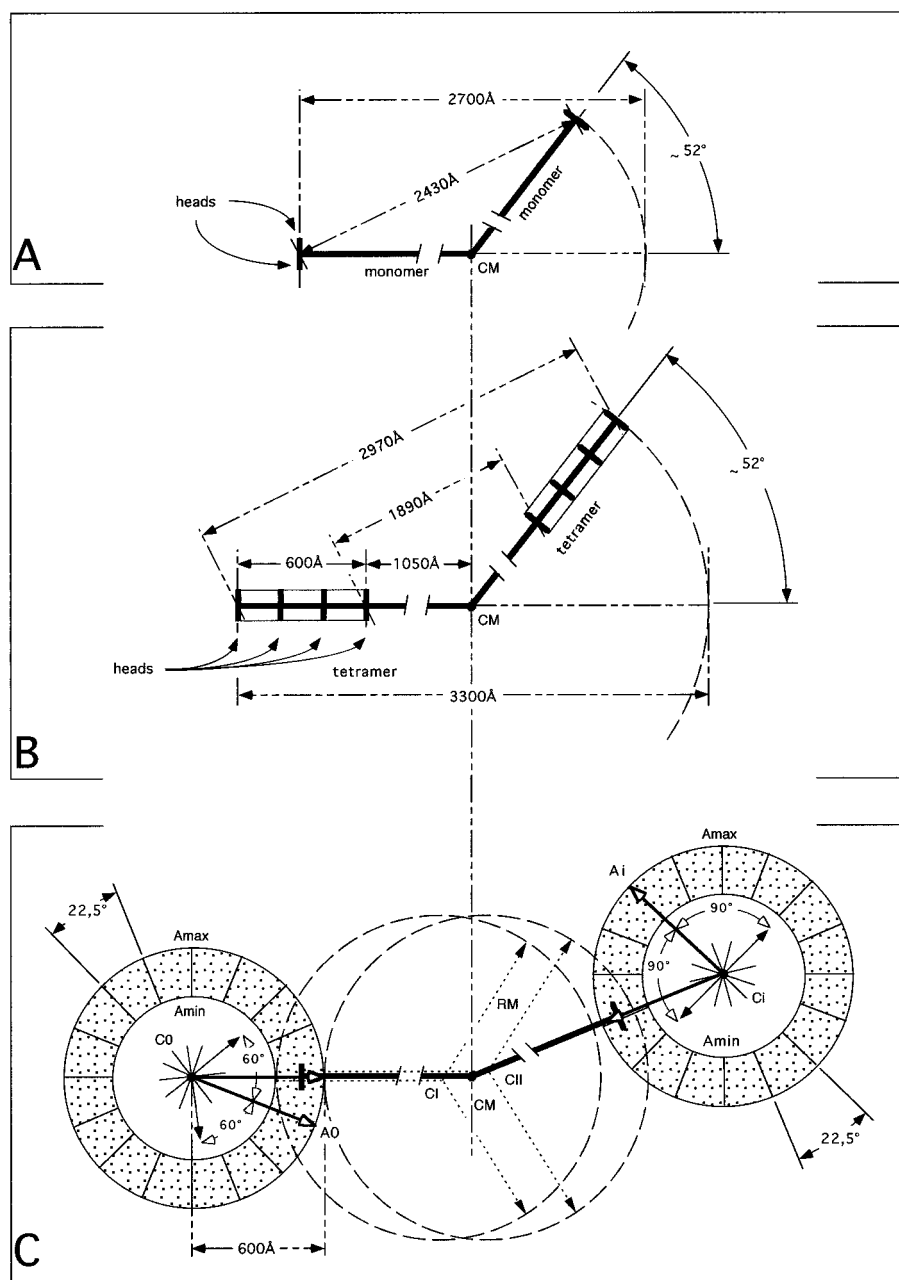 A
2700Å
~ 52°
2430Å
monomer
heads
monomer
CM
B
2970Å
~ 52°
1890Å
tetramer
600Å
1050Å
CM
heads
tetramer
3300Å
C
Amax
Ai
22,5°
90°
Amax
90°
Ci
Amin
RM
Amin
C0
60°
CI
CII
CM
60°
A0
22,5°
600Å